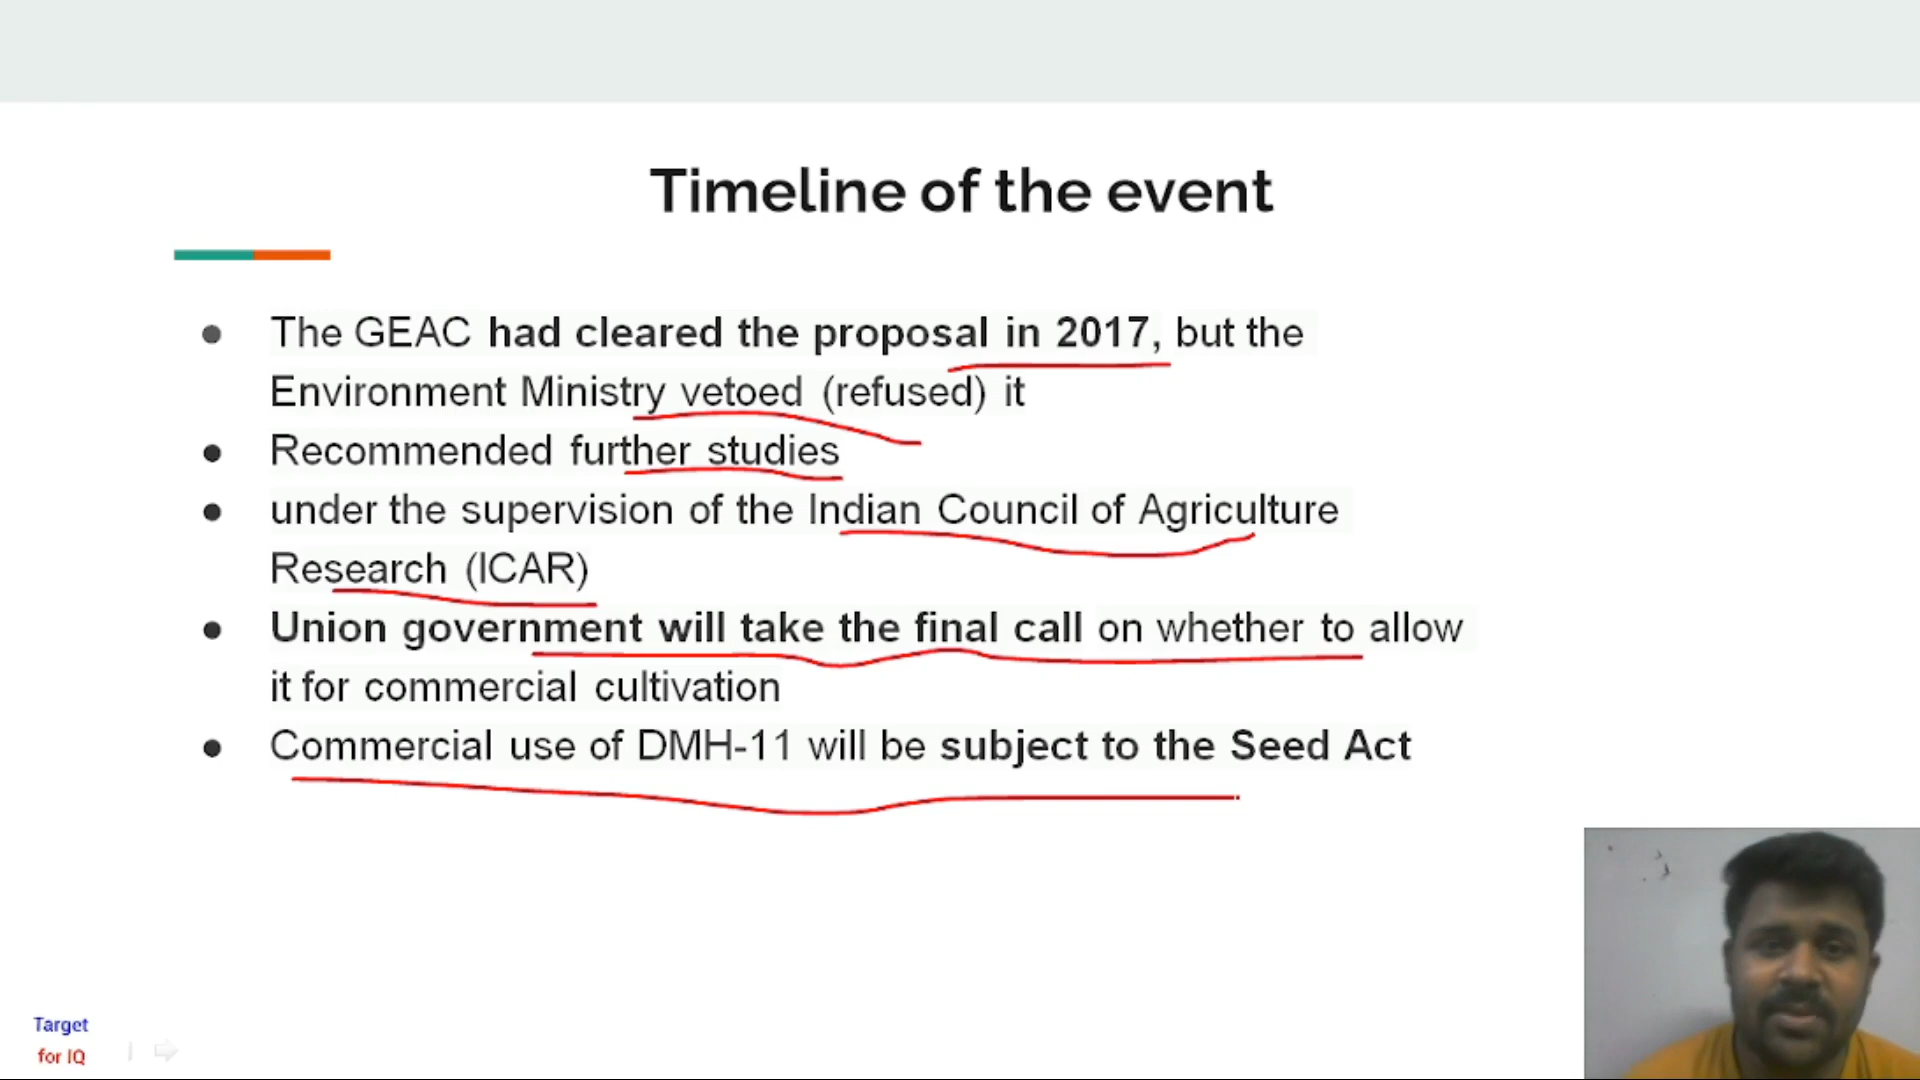 Timeline of the event
The GEAC had cleared the proposal in 2017, but the
Environment Ministry vetoed (refused) it
Recommended further studies
under the supervision of the Indian Council of Agriculture
Research (ICAR)
Union government will take the final call on whether to allow
it for commercial cultivation
Commercial use of DMH-11 will be subject to the Seed Act
Target
for IQ